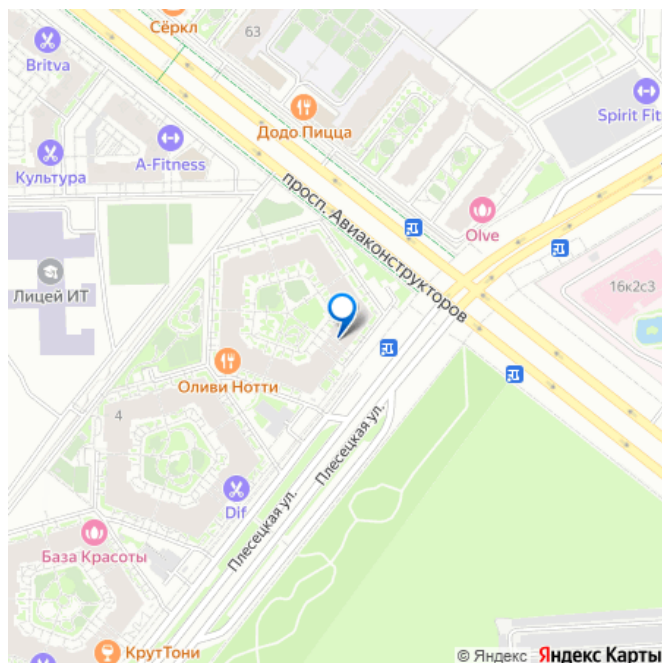 Сёркл
63
Britva
Додо Пицца
Spirit Fit
A-Fitness
Культура
просп. Авиаконструкторов
Olve
Лицей ИТ
16к2с3
Оливи Нотти
4
Плесецкая ул.
Dif
Плесецкая ул.
База Красоты
КрутТони
© Яндекс Яндекс Карты